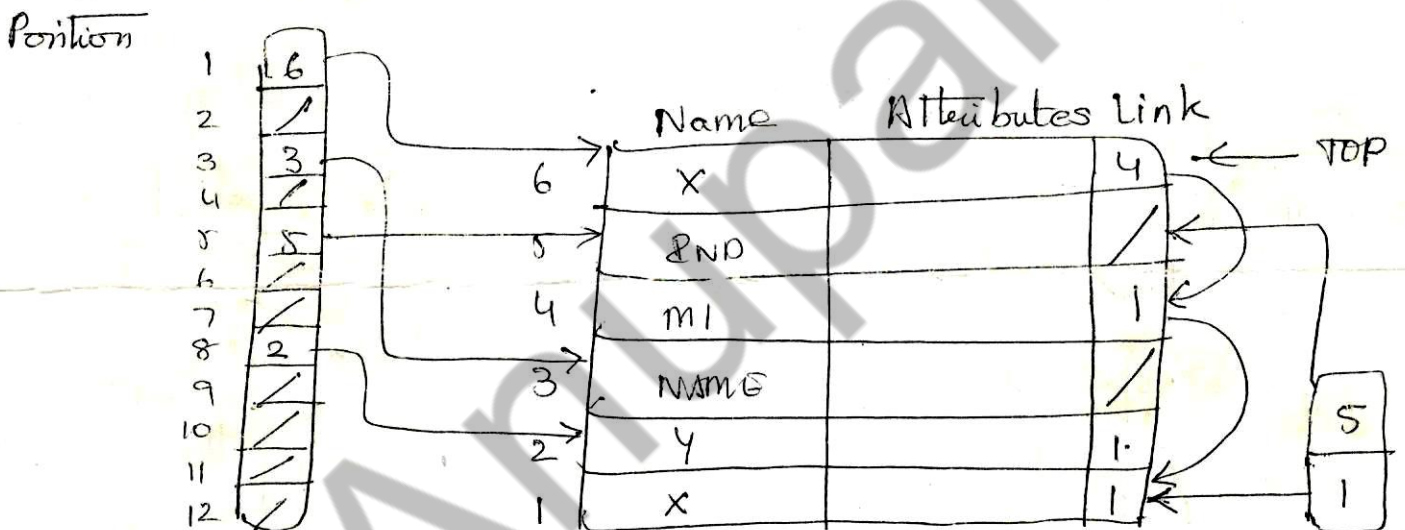 Position
1 6
2 /
3 3
4 /
5 5
6 /
7 /
8 2
9 /
10 /
11 /
12 /
Name Attributes Link
6 X 4 ← TOP
5 END /
4 M1 1
3 NAME /
2 Y 1.
1 X 1
5
1
Anupar